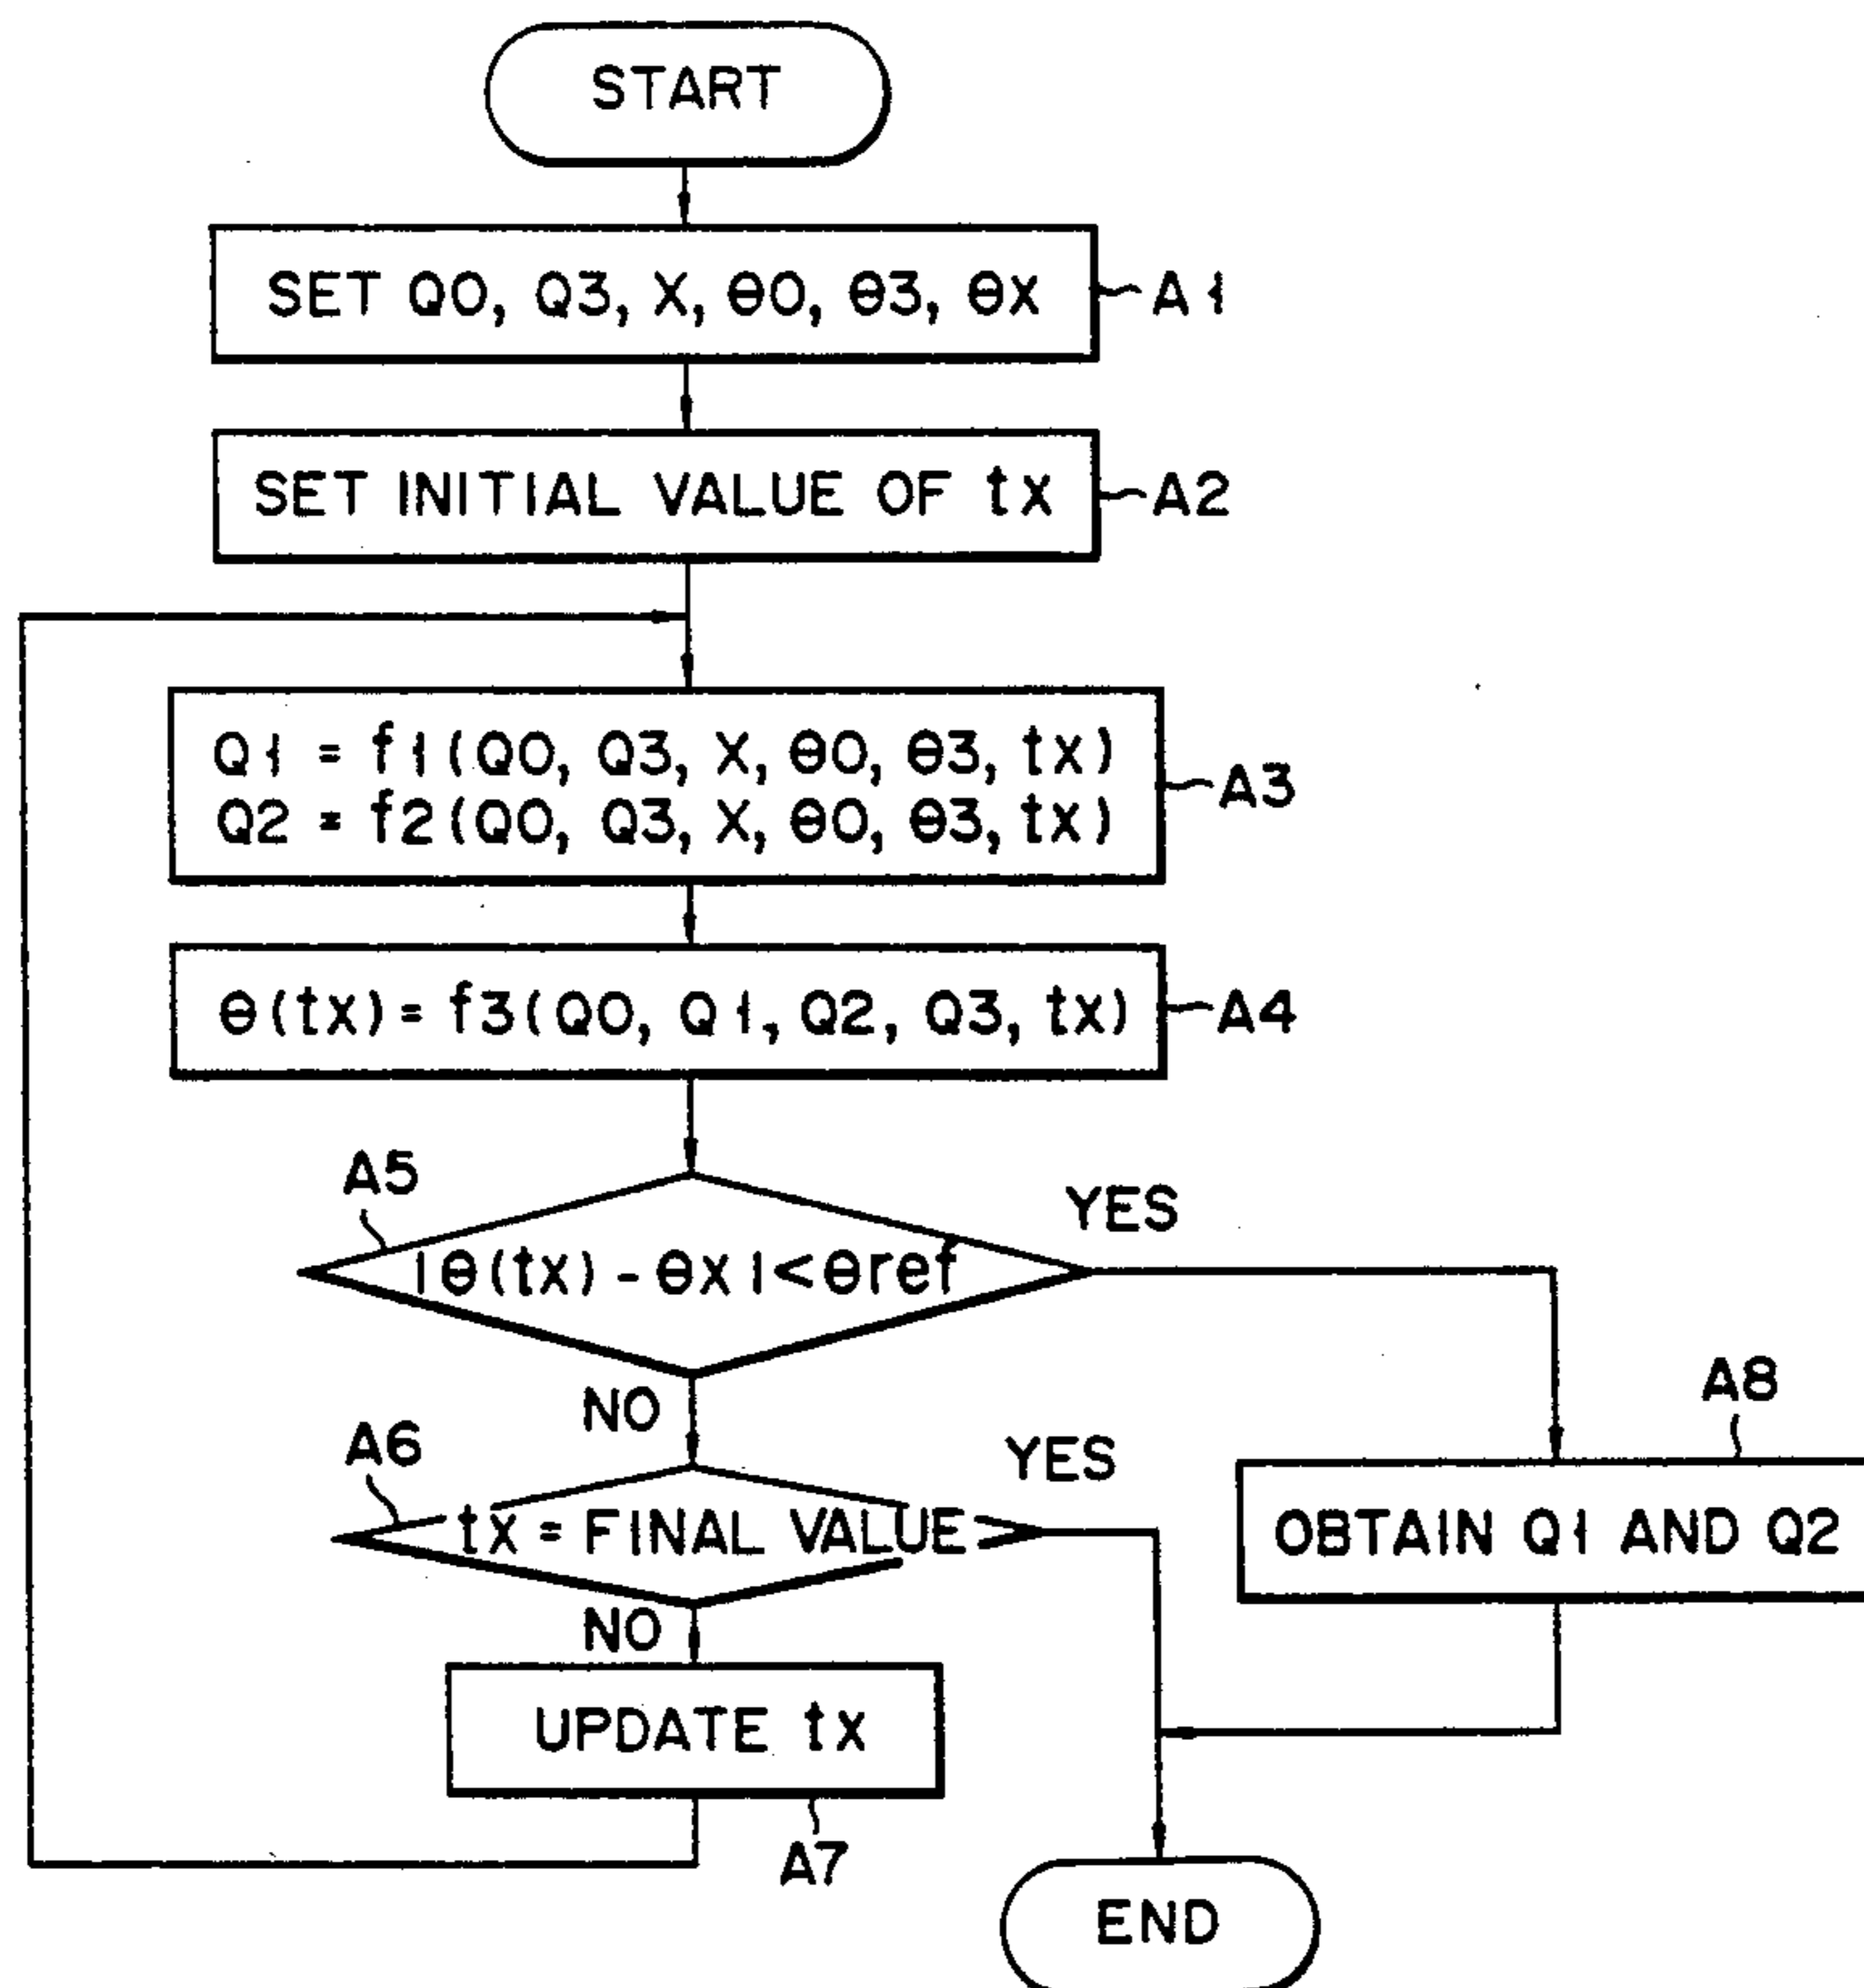 START
SET Q0, Q3, X, θ0, θ3, θx
A1
SET INITIAL VALUE OF tx
A2
Q1 = f1(Q0, Q3, X, θ0, θ3, tx)
Q2 = f2(Q0, Q3, X, θ0, θ3, tx)
A3
θ(tx) = f3(Q0, Q1, Q2, Q3, tx)
A4
A5
YES
|θ(tx) - θx| < θref
NO
A8
A6
YES
tx = FINAL VALUE
OBTAIN Q1 AND Q2
NO
UPDATE tx
A7
END